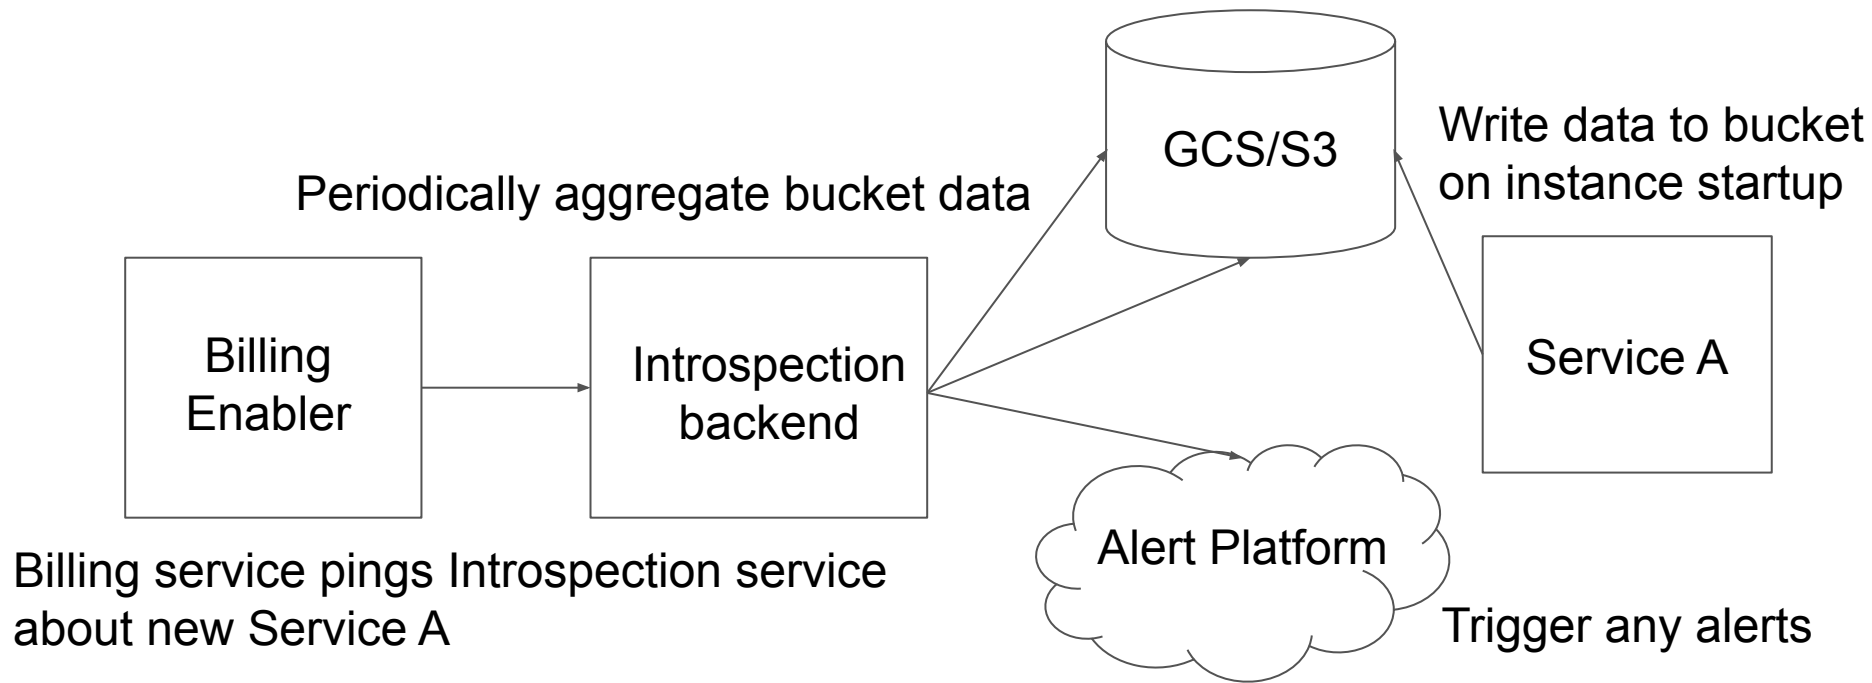 GCS/S3
Write data to bucket
on instance startup
Periodically aggregate bucket data
Billing
Enabler
Introspection
backend
Service A
Alert Platform
Billing service pings Introspection service
about new Service A
Trigger any alerts